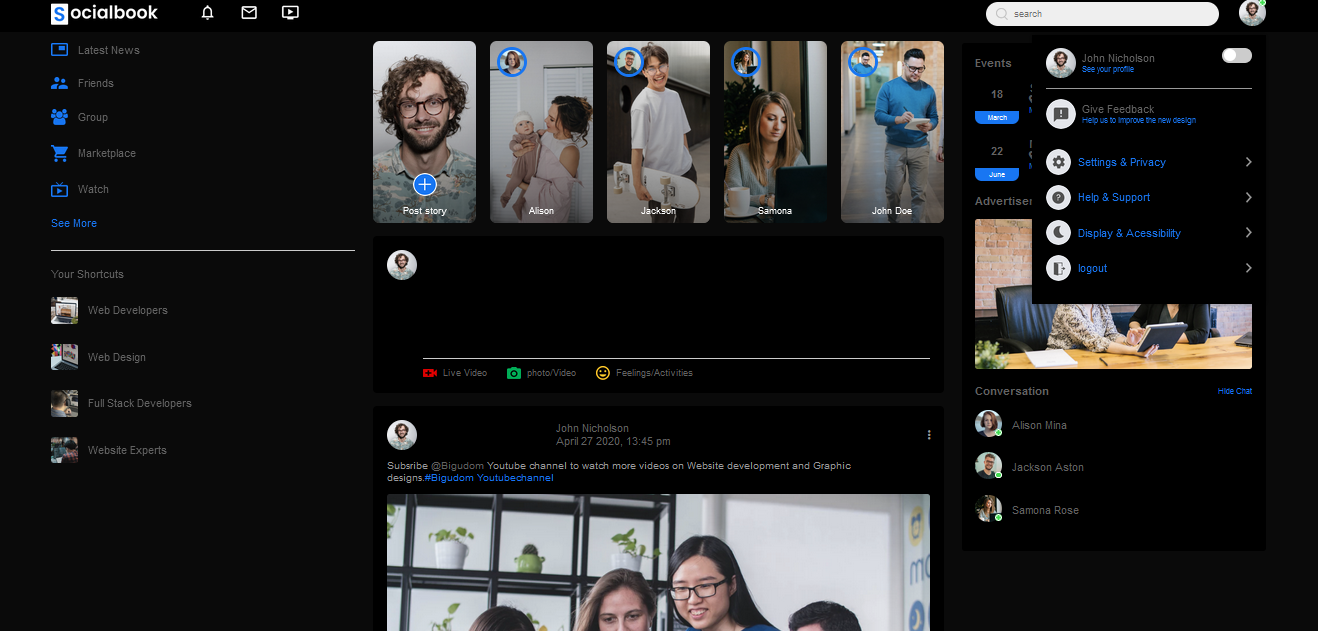 Socialbook
search
Latest News
Friends
Group
Marketplace
Watch
See More
Your Shortcuts
Web Developers
Web Design
Full Stack Developers
Website Experts
Post story
Alison
Jackson
Samona
John Doe
Live Video
photo/Video
Feelings/Activities
John Nicholson
April 27 2020, 13:45 pm
Subsribe @Bigudom Youtube channel to watch more videos on Website development and Graphic
designs.#Bigudom Youtubechannel
Events
18
March
22
June
Advertise
John Nicholson
See your profile
Give Feedback
Help us to improve the new design
Settings & Privacy
Help & Support
Display & Acessibility
logout
Conversation
Hide Chat
Alison Mina
Jackson Aston
Samona Rose